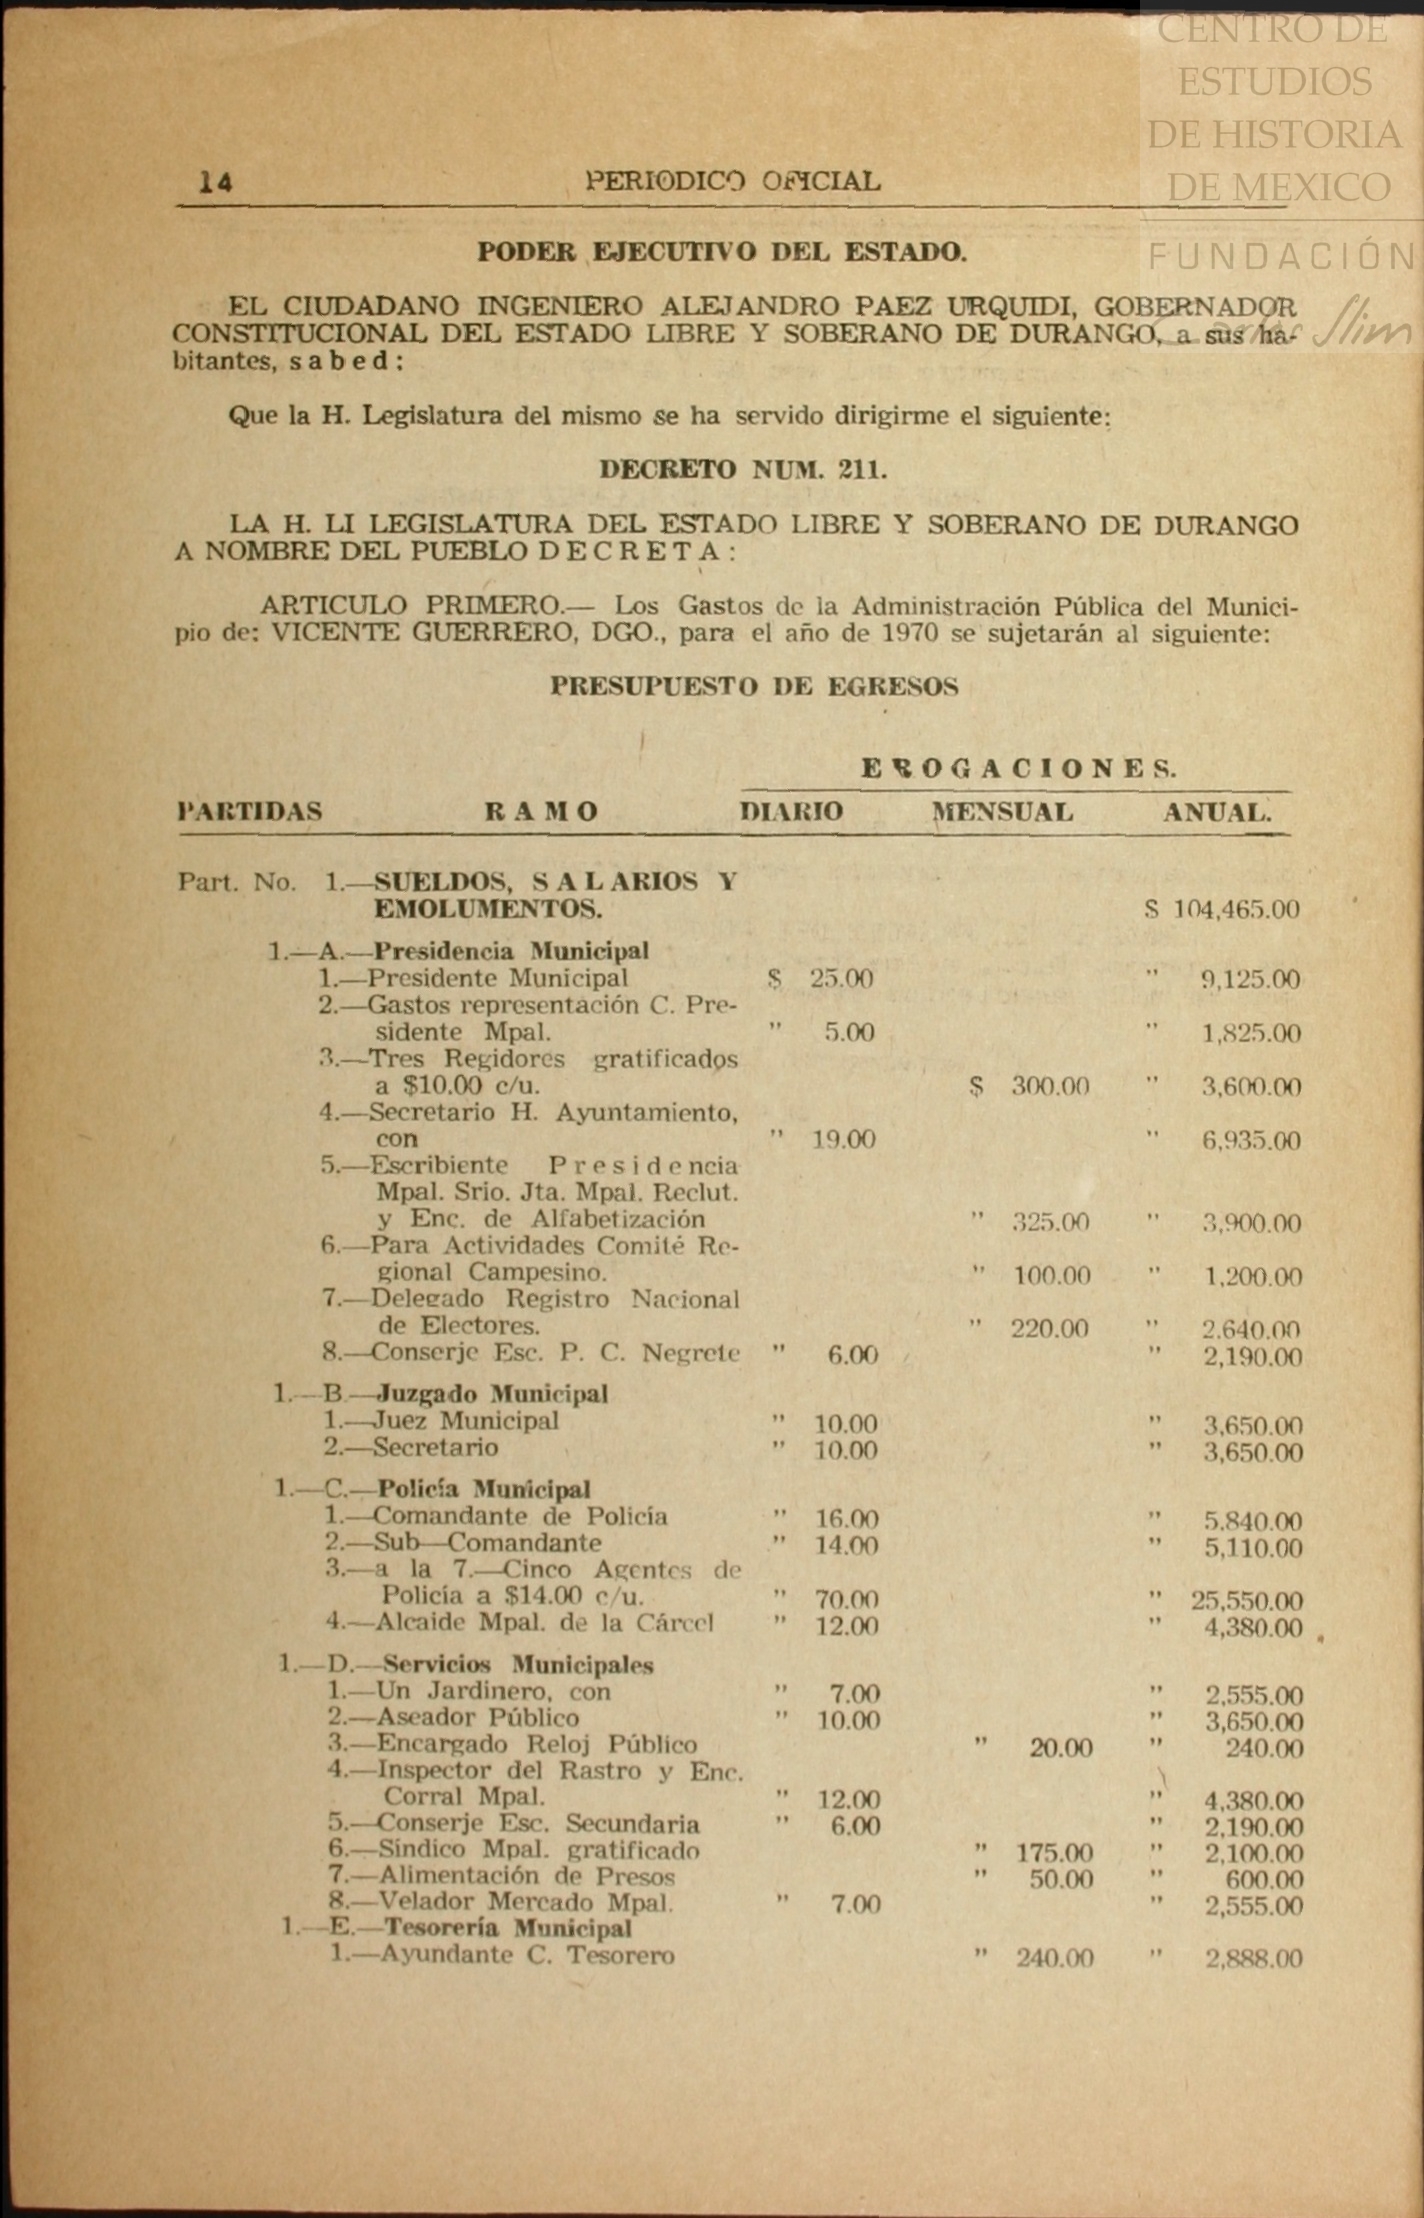 CENTRO DE
ESTUDIOS
DE HISTORIA
DE MEXICO
FUNDACIÓN
Carlos Slim
14 PERIODICO OFICIAL
PODER EJECUTIVO DEL ESTADO.
EL CIUDADANO INGENIERO ALEJANDRO PAEZ URQUIDI, GOBERNADOR
CONSTITUCIONAL DEL ESTADO LIBRE Y SOBERANO DE DURANGO, a sus ha-
bitantes, s a b e d :
Que la H. Legislatura del mismo se ha servido dirigirme el siguiente:
DECRETO NUM. 211.
LA H. LI LEGISLATURA DEL ESTADO LIBRE Y SOBERANO DE DURANGO
A NOMBRE DEL PUEBLO D E C R E T A :
ARTICULO PRIMERO.— Los Gastos de la Administración Pública del Munici-
pio de: VICENTE GUERRERO, DGO., para el año de 1970 se sujetarán al siguiente:
PRESUPUESTO DE EGRESOS
E R O G A C I O N E S.
PARTIDAS R A M O DIARIO MENSUAL ANUAL.
Part. No. 1.—SUELDOS, S A L ARIOS Y
EMOLUMENTOS. $ 104,465.00
1.—A.—Presidencia Municipal
1.—Presidente Municipal $ 25.00 " 9,125.00
2.—Gastos representación C. Pre-
sidente Mpal. " 5.00 " 1,825.00
3.—Tres Regidores gratificados
a $10.00 c/u. $ 300.00 " 3,600.00
4.—Secretario H. Ayuntamiento,
con " 19.00 " 6,935.00
5.—Escribiente P r e s i d e ncia
Mpal. Srio. Jta. Mpal. Reclut.
y Enc. de Alfabetización " 325.00 " 3,900.00
6.—Para Actividades Comité Re-
gional Campesino. " 100.00 " 1,200.00
7.—Delegado Registro Nacional
de Electores. " 220.00 " 2.640.00
8.—Conserje Esc. P. C. Negrete " 6.00 " 2,190.00
1.—B.—Juzgado Municipal
1.—Juez Municipal " 10.00 " 3,650.00
2.—Secretario " 10.00 " 3,650.00
1.—C.—Policía Municipal
1.—Comandante de Policía " 16.00 " 5.840.00
2.—Sub—Comandante " 14.00 " 5,110.00
3.—a la 7.—Cinco Agentes de
Policía a $14.00 c/u. " 70.00 " 25,550.00
4.—Alcaide Mpal. de la Cárcel " 12.00 " 4,380.00
1.—D.—Servicios Municipales
1.—Un Jardinero, con " 7.00 " 2,555.00
2.—Aseador Público " 10.00 " 3,650.00
3.—Encargado Reloj Público " 20.00 " 240.00
4.—Inspector del Rastro y Enc.
Corral Mpal. " 12.00 " 4,380.00
5.—Conserje Esc. Secundaria " 6.00 " 2,190.00
6.—Síndico Mpal. gratificado " 175.00 " 2,100.00
7.—Alimentación de Presos " 50.00 " 600.00
8.—Velador Mercado Mpal. " 7.00 " 2,555.00
1.—E.—Tesorería Municipal
1.—Ayundante C. Tesorero " 240.00 " 2,888.00